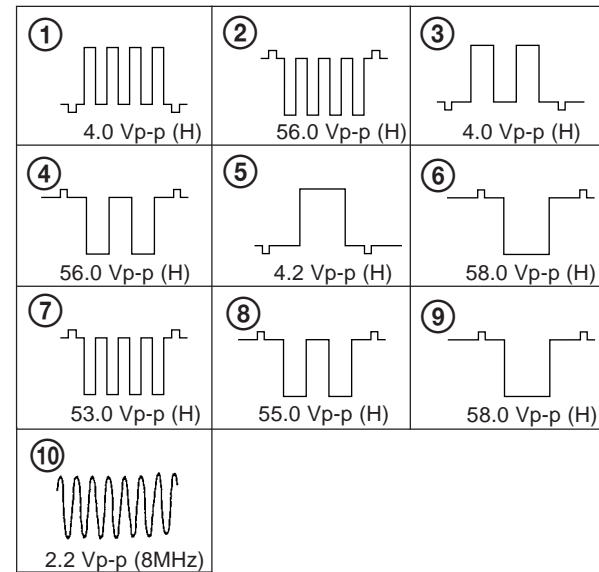 1
2
3
4.0 Vp-p (H)
56.0 Vp-p (H)
4.0 Vp-p (H)
4
5
6
56.0 Vp-p (H)
4.2 Vp-p (H)
58.0 Vp-p (H)
7
8
9
53.0 Vp-p (H)
55.0 Vp-p (H)
58.0 Vp-p (H)
10
2.2 Vp-p (8MHz)